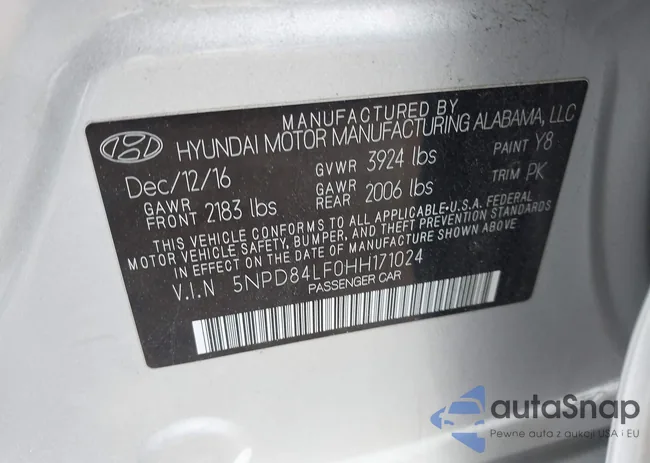 MANUFACTURED BY
HYUNDAI MOTOR MANUFACTURING ALABAMA, LLC
Dec/12/16 GVWR 3924 lbs PAINT Y8
GAWR FRONT 2183 lbs GAWR REAR 2006 lbs TRIM PK
THIS VEHICLE CONFORMS TO ALL APPLICABLE U.S.A. FEDERAL
MOTOR VEHICLE SAFETY, BUMPER, AND THEFT PREVENTION STANDARDS
IN EFFECT ON THE DATE OF MANUFACTURE SHOWN ABOVE.
V.I.N 5NPD84LF0HH171024
PASSENGER CAR
autaSnap
Pewne auta z aukcji USA i EU